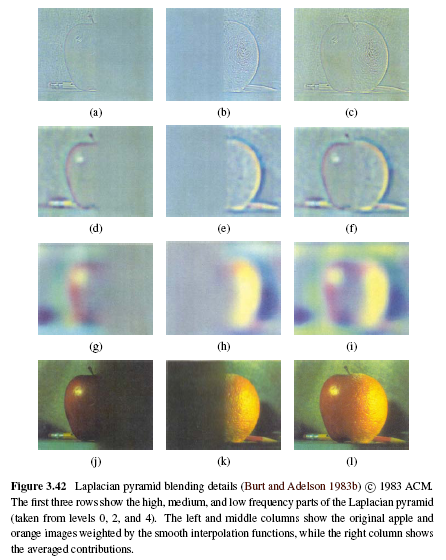 (a) (b) (c)
(d) (e) (f)
(g) (h) (i)
(j) (k) (l)
Figure 3.42 Laplacian pyramid blending details (Burt and Adelson 1983b) © 1983 ACM.
The first three rows show the high, medium, and low frequency parts of the Laplacian pyramid
(taken from levels 0, 2, and 4). The left and middle columns show the original apple and
orange images weighted by the smooth interpolation functions, while the right column shows
the averaged contributions.